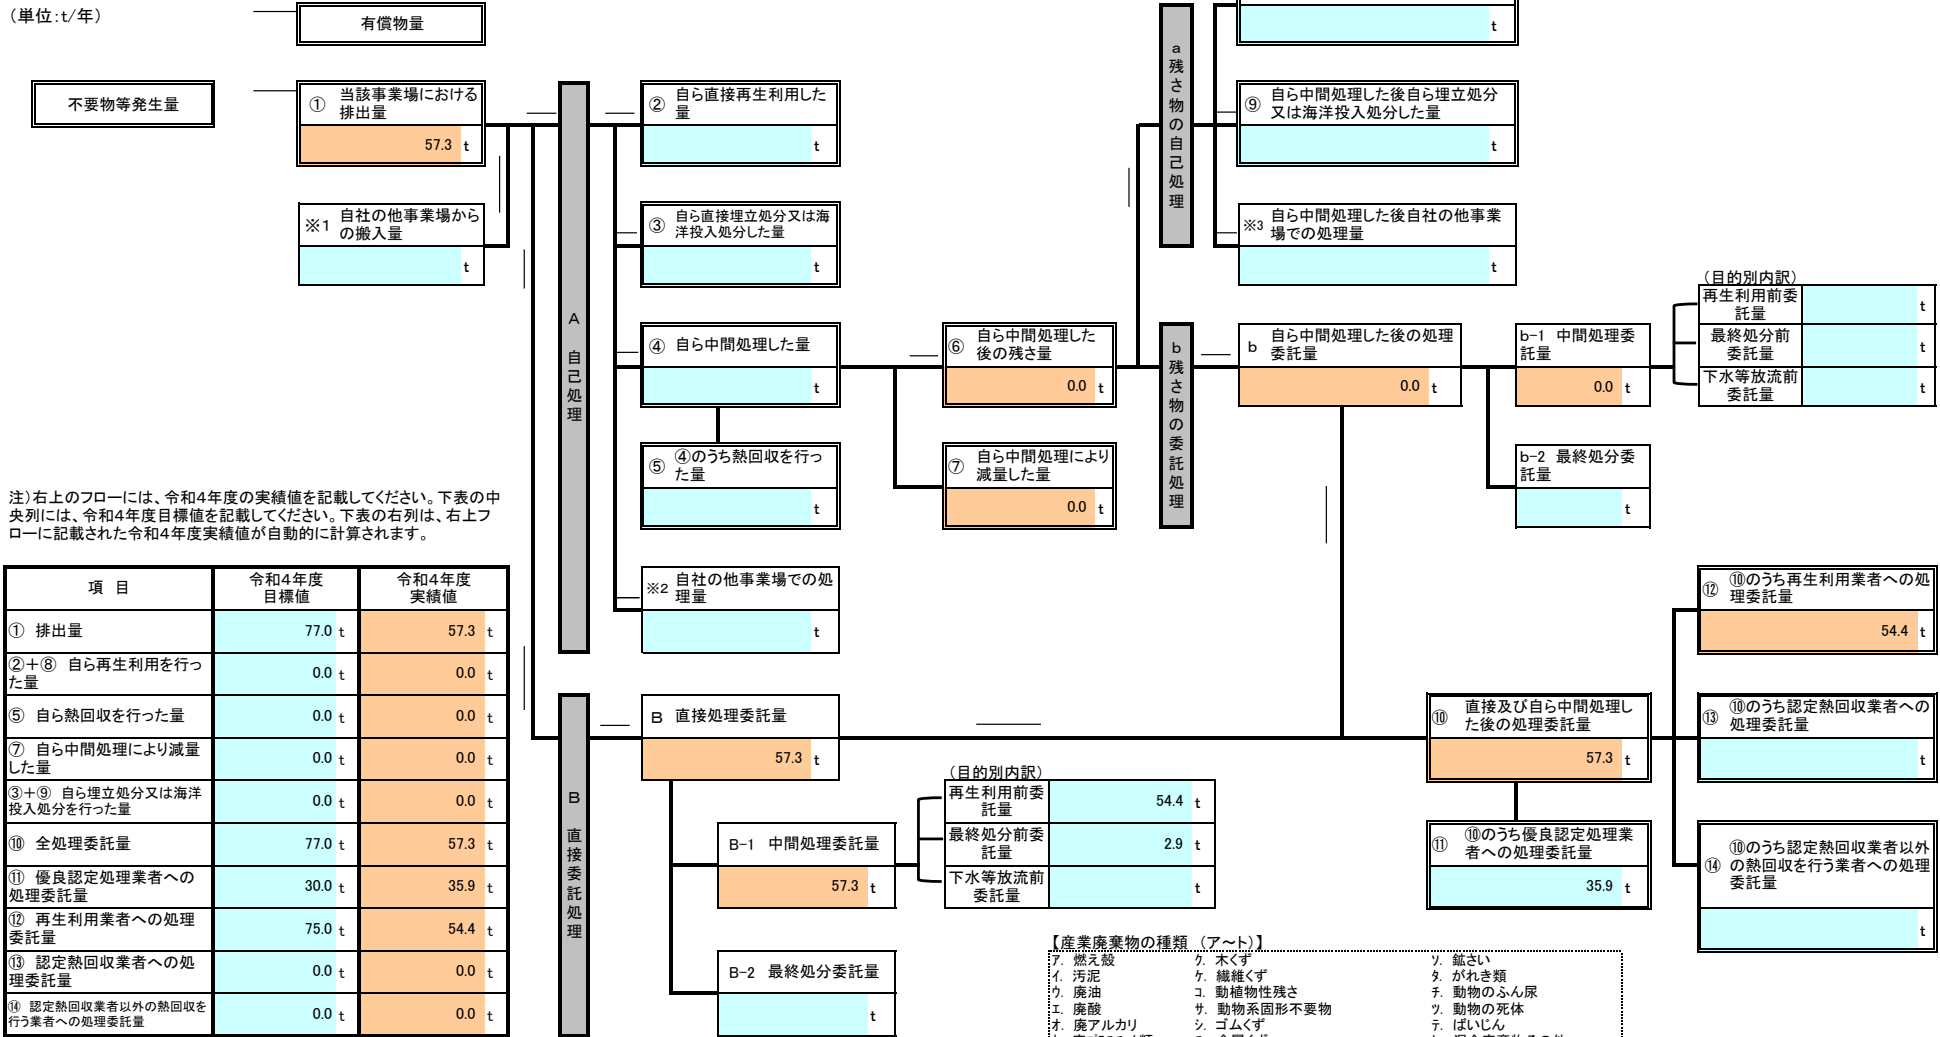 （単位：t/年）
有償物量
t
不要物等発生量
① 当該事業場における
排出量
57.3 t
※1 自社の他事業場から
の搬入量
t
A 自己処理
② 自ら直接再生利用した
量
t
③ 自ら直接埋立処分又は海
洋投入処分した量
t
④ 自ら中間処理した量
t
⑤ ④のうち熱回収を行っ
た量
t
※2 自社の他事業場での処
理量
t
⑥ 自ら中間処理した
後の残さ量
0.0 t
⑦ 自ら中間処理により
減量した量
0.0 t
a 残さ物の自己処理
⑨ 自ら中間処理した後自ら埋立処分
又は海洋投入処分した量
t
※3 自ら中間処理した後自社の他事業
場での処理量
t
b 残さ物の委託処理
b 自ら中間処理した後の処理
委託量
0.0 t
b-1 中間処理委
託量
0.0 t
b-2 最終処分委
託量
t
（目的別内訳）
再生利用前委
託量
t
最終処分前
委託量
t
下水等放流前
委託量
t
注）右上のフローには、令和４年度の実績値を記載してください。下表の中
央列には、令和４年度目標値を記載してください。下表の右列は、右上フ
ローに記載された令和４年度実績値が自動的に計算されます。
項 目 令和４年度
目標値 令和４年度
実績値
① 排出量 77.0 t 57.3 t
②＋⑧ 自ら再生利用を行っ
た量 0.0 t 0.0 t
⑤ 自ら熱回収を行った量 0.0 t 0.0 t
⑦ 自ら中間処理により減量
した量 0.0 t 0.0 t
③＋⑨ 自ら埋立処分又は海洋
投入処分を行った量 0.0 t 0.0 t
⑩ 全処理委託量 77.0 t 57.3 t
⑪ 優良認定処理業者への
処理委託量 30.0 t 35.9 t
⑫ 再生利用業者への処理
委託量 75.0 t 54.4 t
⑬ 認定熱回収業者への処
理委託量 0.0 t 0.0 t
⑭ 認定熱回収業者以外の熱回収を
行う業者への処理委託量 0.0 t 0.0 t
B 直接委託処理
B 直接処理委託量
57.3 t
B-1 中間処理委託量
57.3 t
B-2 最終処分委託量
t
（目的別内訳）
再生利用前委
託量
54.4 t
最終処分前委
託量
2.9 t
下水等放流前
委託量
t
⑩ 直接及び自ら中間処理し
た後の処理委託量
57.3 t
⑪ ⑩のうち優良認定処理業
者への処理委託量
35.9 t
⑫ ⑩のうち再生利用業者への処
理委託量
54.4 t
⑬ ⑩のうち認定熱回収業者への
処理委託量
t
⑭ ⑩のうち認定熱回収業者以外
の熱回収を行う業者への処理
委託量
t
【産業廃棄物の種類 （ア～ト）】
ア. 燃え殻 ク. 木くず ソ. 鉱さい
イ. 汚泥 ケ. 繊維くず タ. がれき類
ウ. 廃油 コ. 動植物性残さ チ. 動物のふん尿
エ. 廃酸 サ. 動物系固形不要物 ツ. 動物の死体
オ. 廃アルカリ シ. ゴムくず テ. ばいじん